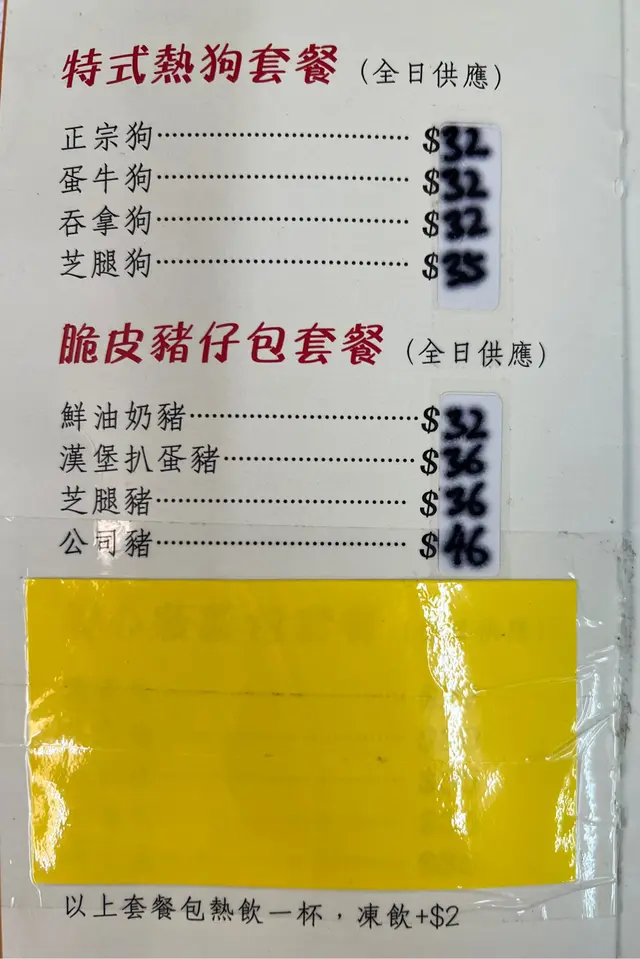 特式熱狗套餐 (全日供應)
正宗狗 $32
蛋牛狗 $32
吞拿狗 $32
芝腿狗 $35
脆皮豬仔包套餐 (全日供應)
鮮油奶豬 $32
漢堡扒蛋豬 $36
芝腿豬 $36
公司豬 $46
以上套餐包熱飲一杯，凍飲+$2